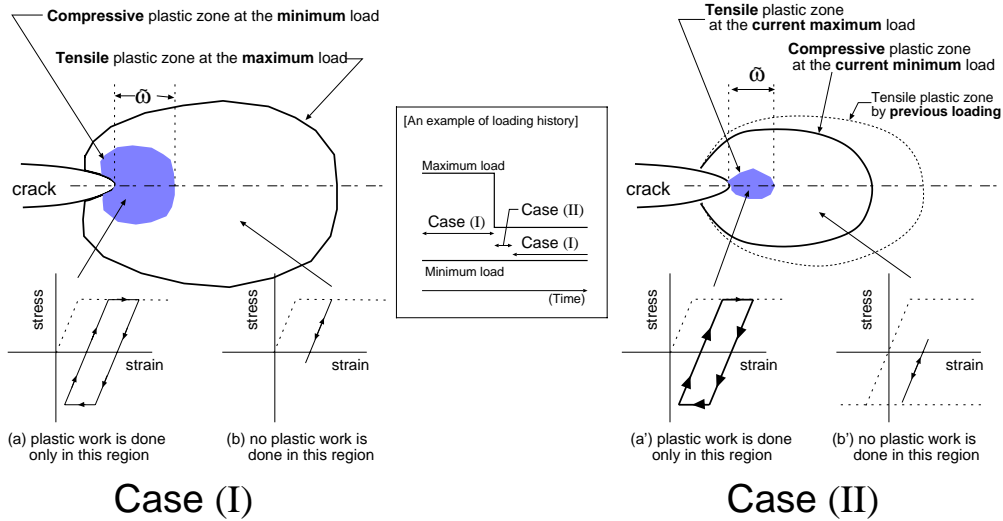 Compressive plastic zone at the minimum load
Tensile plastic zone at the maximum load
ω̃
crack
stress
strain
(a) plastic work is done
only in this region
stress
strain
(b) no plastic work is
done in this region
Case (I)
[An example of loading history]
Maximum load
Case (II)
Case (I)
Case (I)
Minimum load
(Time)
Tensile plastic zone
at the current maximum load
Compressive plastic zone
at the current minimum load
ω̃
Tensile plastic zone
by previous loading
crack
stress
strain
(a') plastic work is done
only in this region
stress
strain
(b') no plastic work is
done in this region
Case (II)